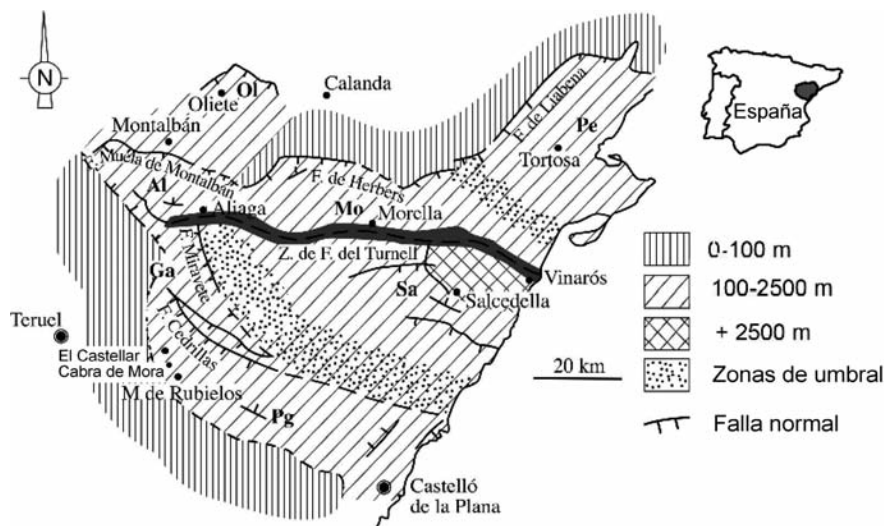 N
España
Calanda
Ol
Oliete
Montalbán
F. de Llabena
Pe
Tortosa
F. Muela de Montalbán
F. de Herbers
Al
Aliaga
Mo
Morella
Z. de F. del Turnell
Ga
F. Miravete
Sa
Salcedella
Vinarós
Teruel
F. Cedrillas
El Castellar
Cabra de Mora
M de Rubielos
Pg
20 km
Castelló
de la Plana
0-100 m
100-2500 m
+ 2500 m
Zonas de umbral
Falla normal